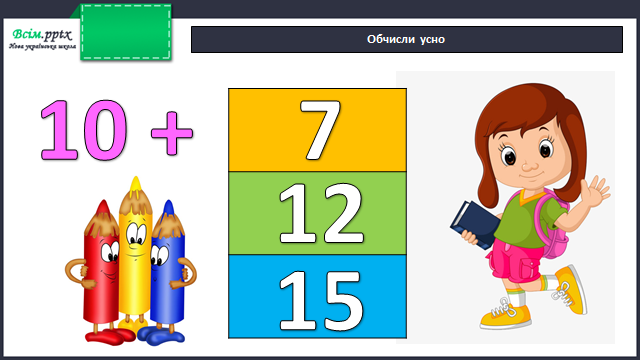 Всім.pptx
Нова українська школа
Обчисли усно
10 +
7
12
15